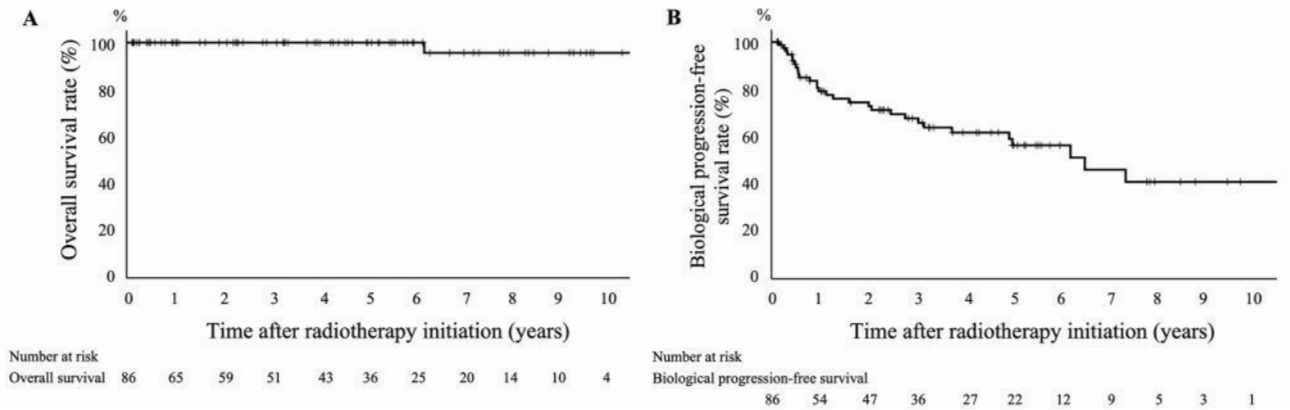 A
%
Overall survival rate (%)
100
80
60
40
20
0
0 1 2 3 4 5 6 7 8 9 10
Time after radiotherapy initiation (years)
Number at risk
Overall survival 86 65 59 51 43 36 25 20 14 10 4
B
%
Biological progression-free
survival rate (%)
100
80
60
40
20
0
0 1 2 3 4 5 6 7 8 9 10
Time after radiotherapy initiation (years)
Number at risk
Biological progression-free survival
86 54 47 36 27 22 12 9 5 3 1